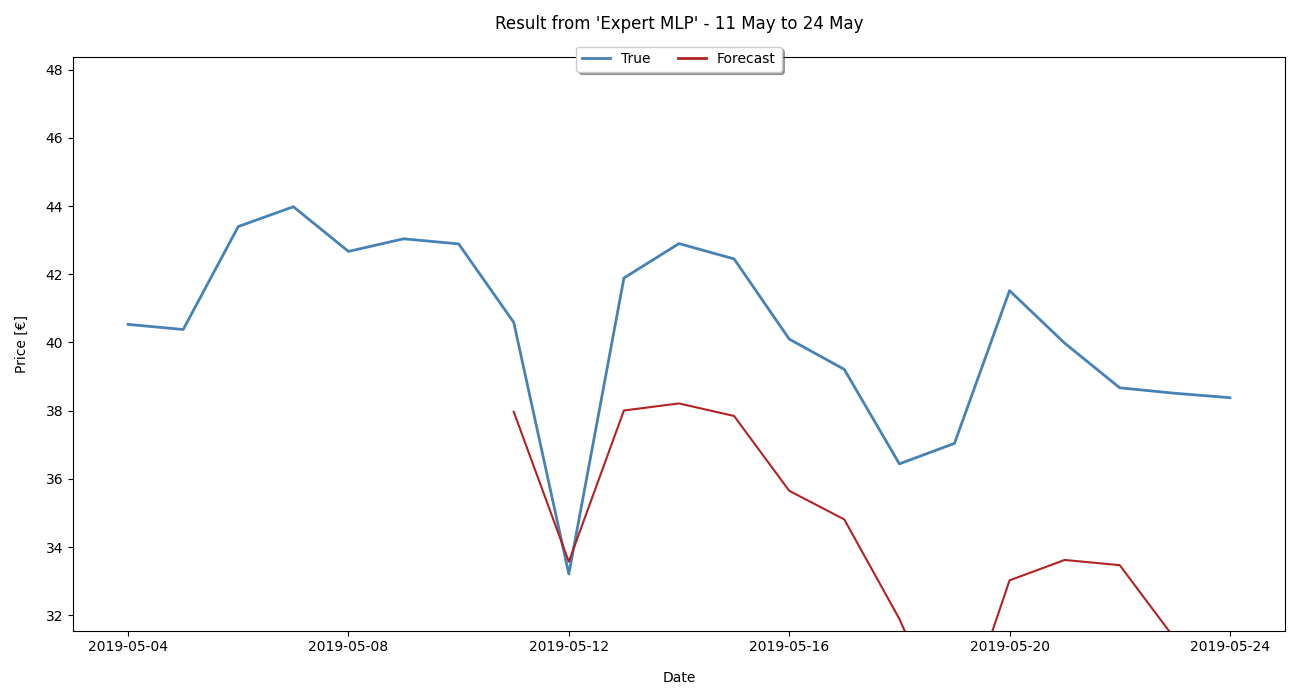 Result from 'Expert MLP' - 11 May to 24 May
True Forecast
48
46
44
42
40
38
36
34
32
Price [€]
2019-05-04 2019-05-08 2019-05-12 2019-05-16 2019-05-20 2019-05-24
Date